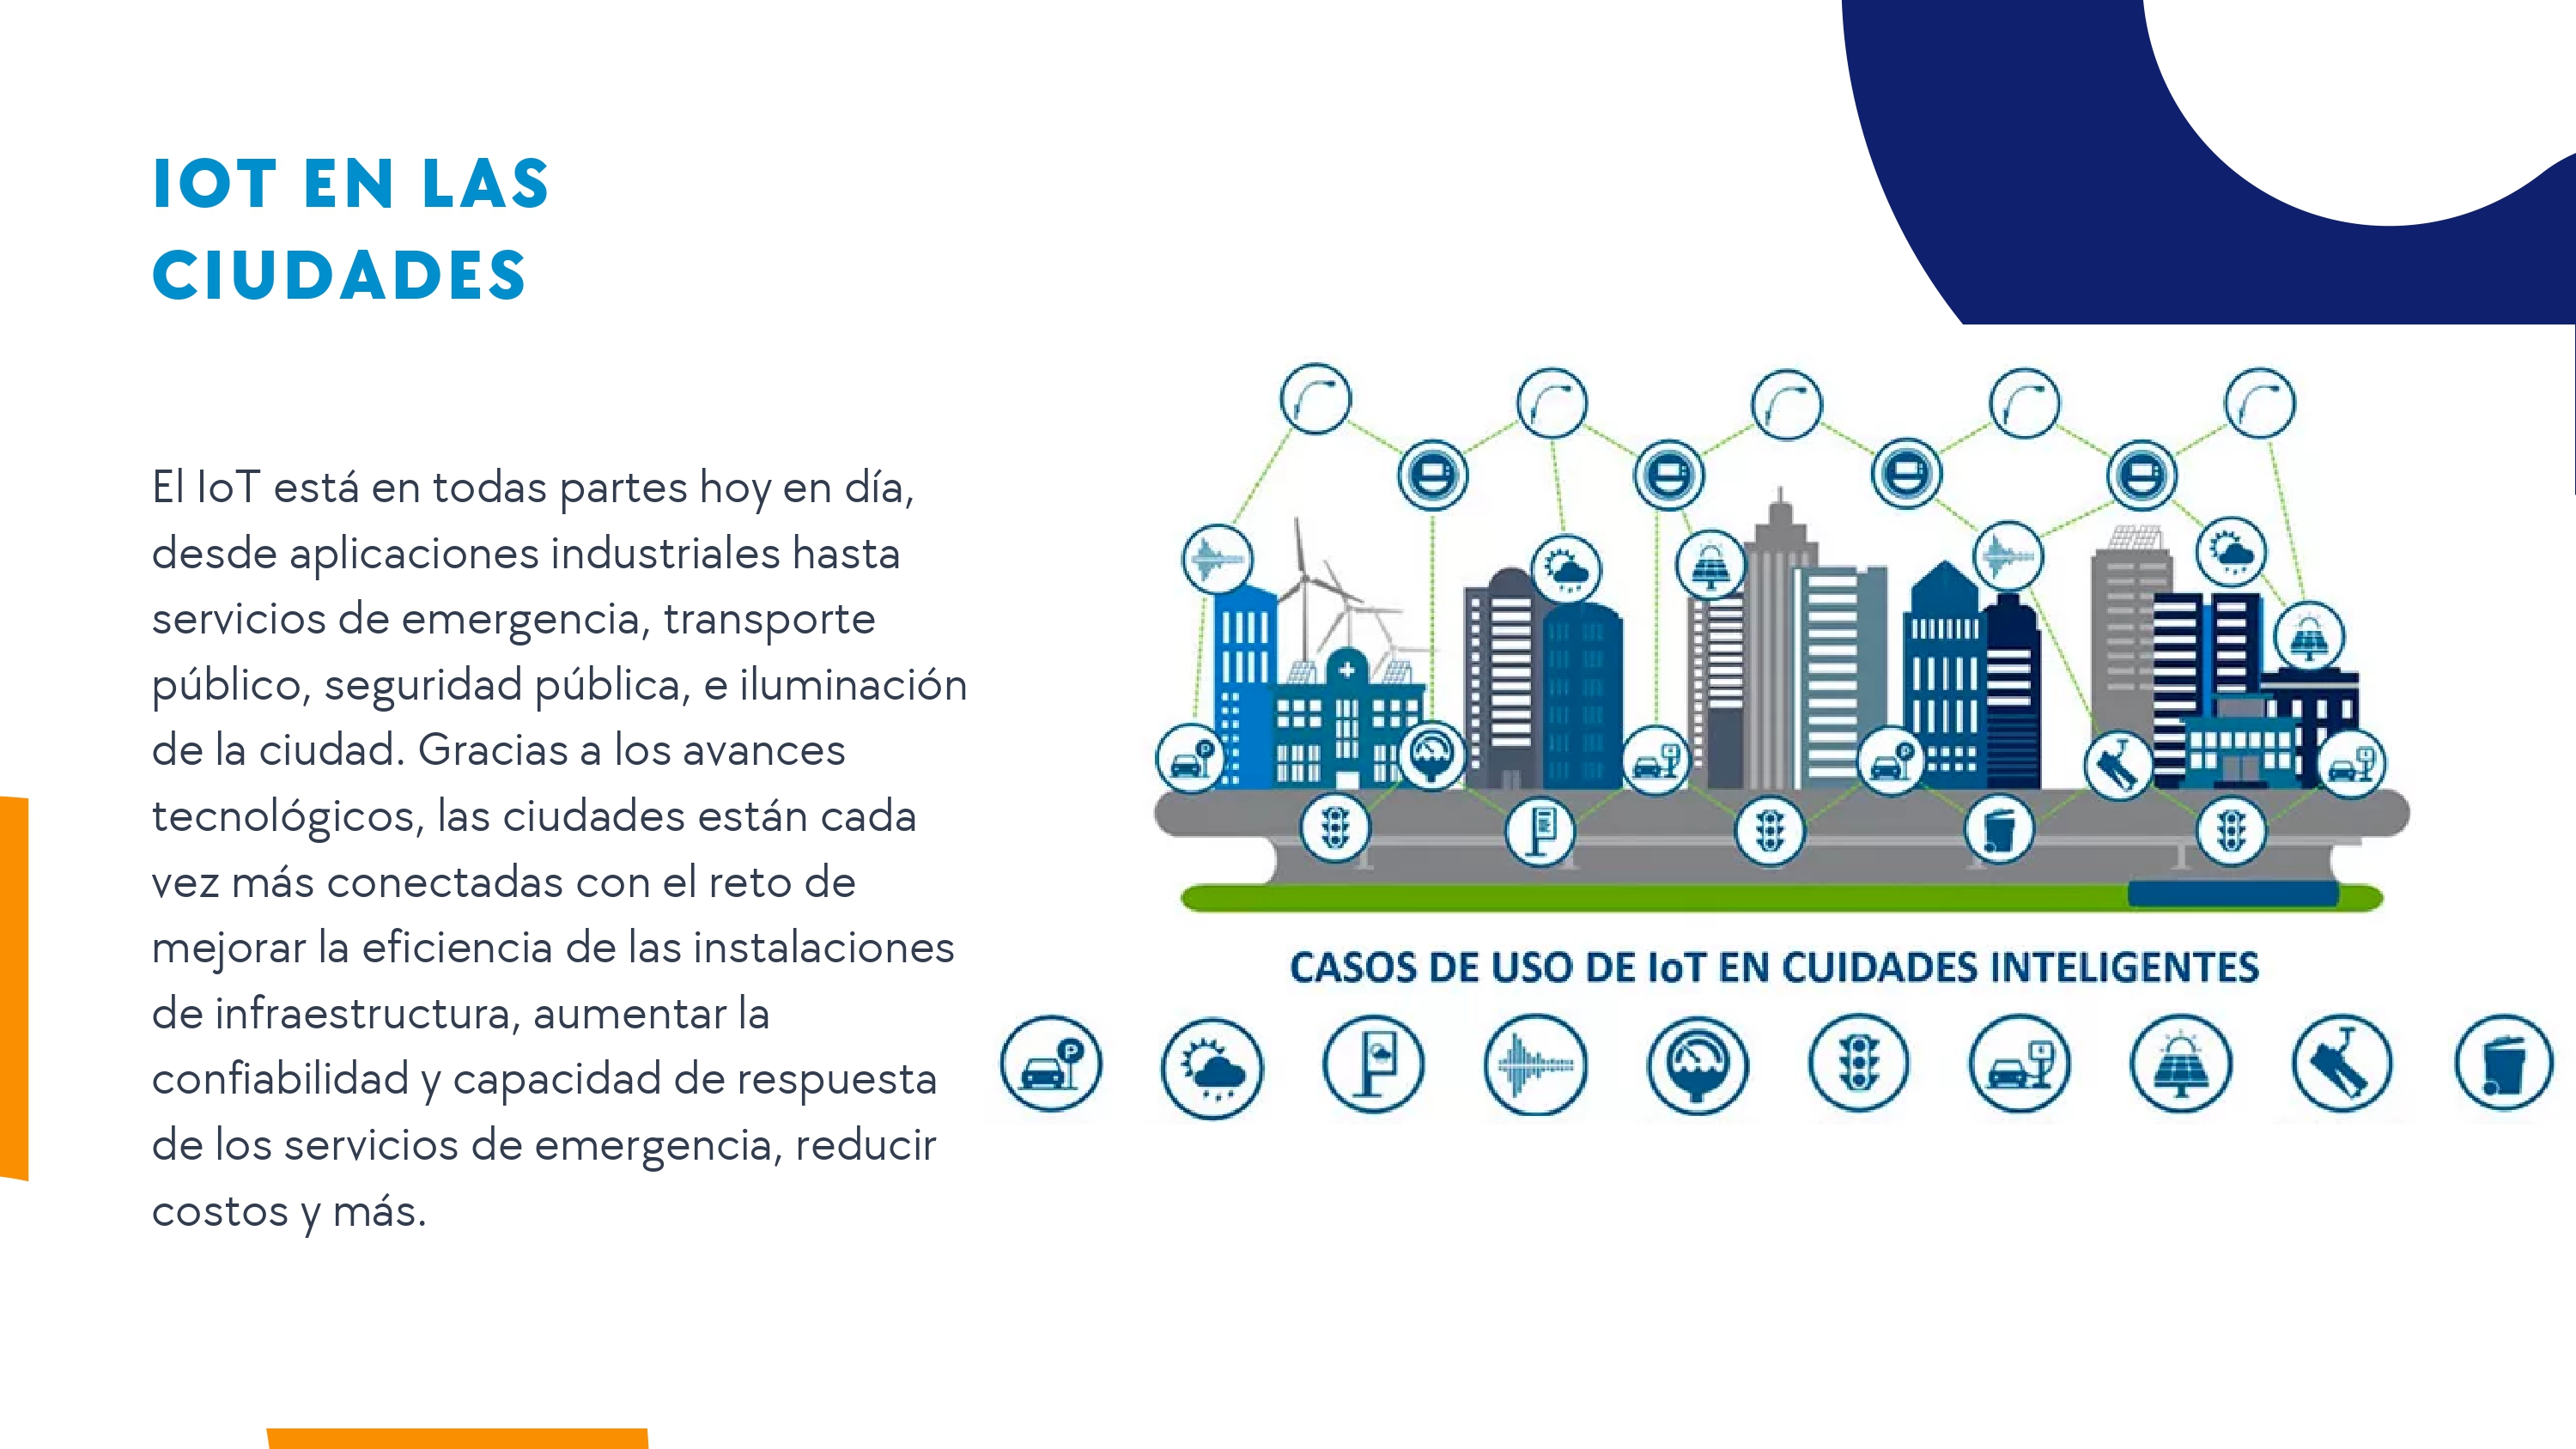 IOT EN LAS
CIUDADES
El IoT está en todas partes hoy en día,
desde aplicaciones industriales hasta
servicios de emergencia, transporte
público, seguridad pública, e iluminación
de la ciudad. Gracias a los avances
tecnológicos, las ciudades están cada
vez más conectadas con el reto de
mejorar la eficiencia de las instalaciones
de infraestructura, aumentar la
confiabilidad y capacidad de respuesta
de los servicios de emergencia, reducir
costos y más.
CASOS DE USO DE IoT EN CUIDADES INTELIGENTES